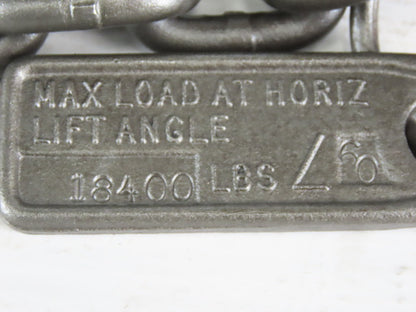 MAX LOAD AT HORIZ
LIFT ANGLE
18400 LBS ∠ 60